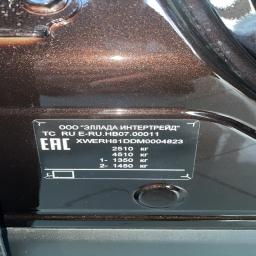 ООО "ЭЛЛАДА ИНТЕРТРЕЙД"
ТС RU E-RU.НВ07.00011
EAC XWERH81DDM0004823
2510 кг
4510 кг
1- 1350 кг
2- 1450 кг